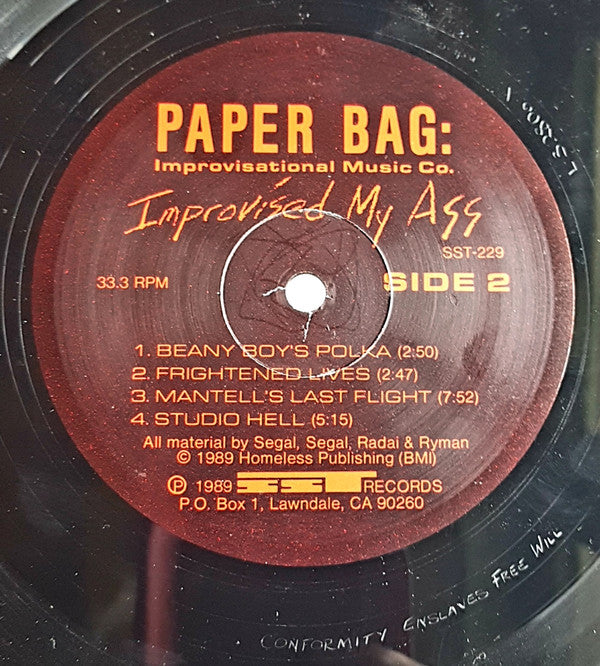 PAPER BAG:
Improvisational Music Co.
Improvised My Ass
SST-229
33.3 RPM
SIDE 2
1. BEANY BOY'S POLKA (2:50)
2. FRIGHTENED LIVES (2:47)
3. MANTELL'S LAST FLIGHT (7:52)
4. STUDIO HELL (5:15)
All material by Segal, Segal, Radai & Ryman
© 1989 Homeless Publishing (BMI)
℗ 1989 SST RECORDS
P.O. Box 1, Lawndale, CA 90260
CONFORMITY ENSLAVES FREE WILL